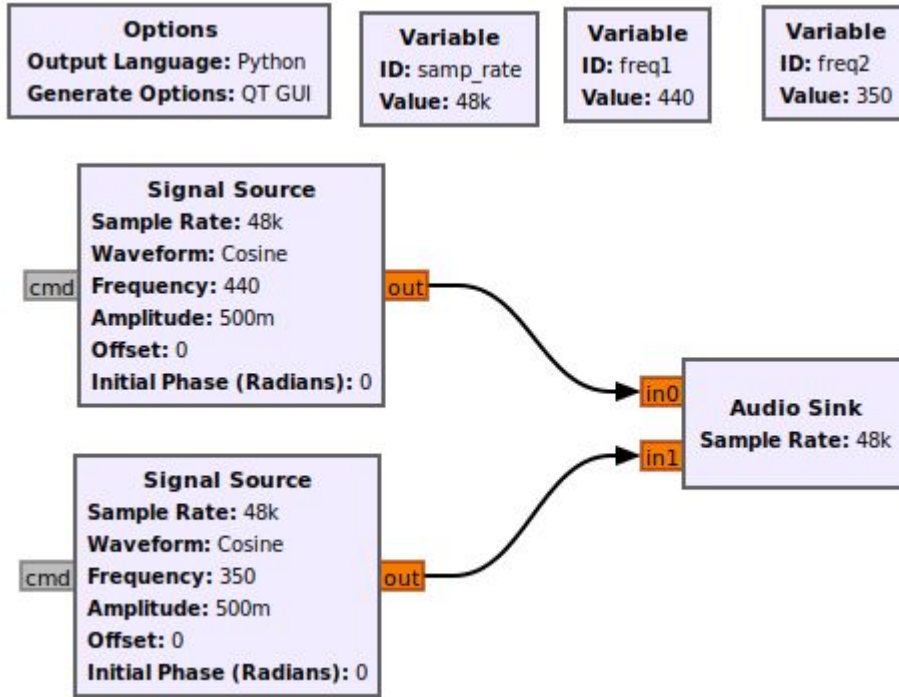 Options
Output Language: Python
Generate Options: QT GUI
Variable
ID: samp_rate
Value: 48k
Variable
ID: freq1
Value: 440
Variable
ID: freq2
Value: 350
Signal Source
Sample Rate: 48k
Waveform: Cosine
Frequency: 440
Amplitude: 500m
Offset: 0
Initial Phase (Radians): 0
cmd
out
in0
in1
Audio Sink
Sample Rate: 48k
Signal Source
Sample Rate: 48k
Waveform: Cosine
Frequency: 350
Amplitude: 500m
Offset: 0
Initial Phase (Radians): 0
cmd
out